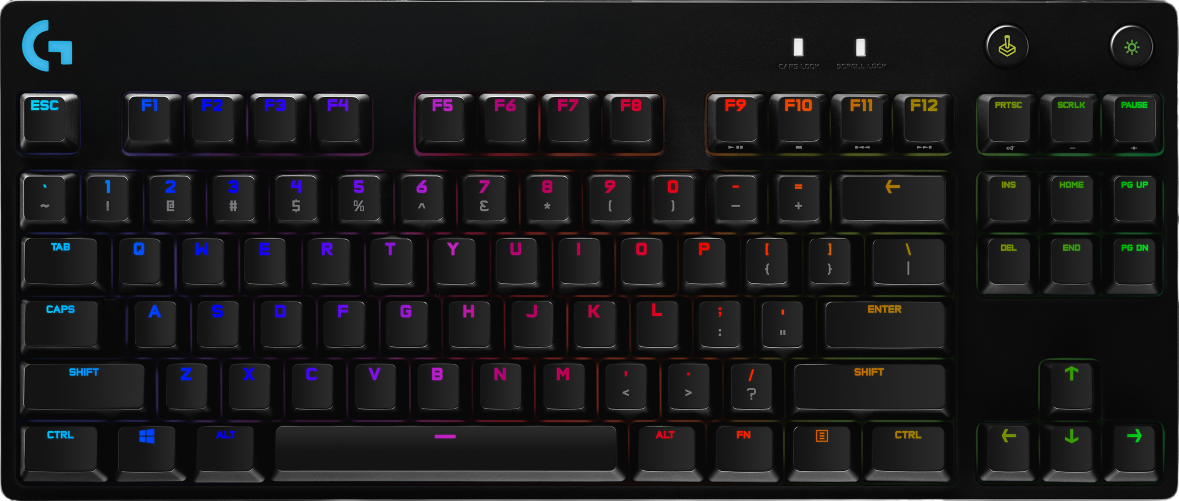 G
CAPS LOCK SCROLL LOCK
ESC F1 F2 F3 F4 F5 F6 F7 F8 F9 F10 F11 F12 PRTSC SCRLK PAUSE
` 1 2 3 4 5 6 7 8 9 0 - = ← INS HOME PG UP
~ ! @ # $ % ^ & * ( ) _ +
TAB Q W E R T Y U I O P [ ] \ DEL END PG DN
{ } |
CAPS A S D F G H J K L ; ' ENTER
: "
SHIFT Z X C V B N M , . / SHIFT ↑
< > ?
CTRL ALT ALT FN CTRL ← ↓ →